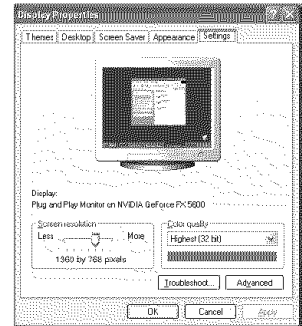 Display Properties
Themes Desktop Screen Saver Appearance Settings
Display:
Plug and Play Monitor on NVIDIA GeForce FX 5600
Screen resolution
Less More
1360 by 768 pixels
Color quality
Highest (32 bit)
Troubleshoot... Advanced
OK Cancel Apply